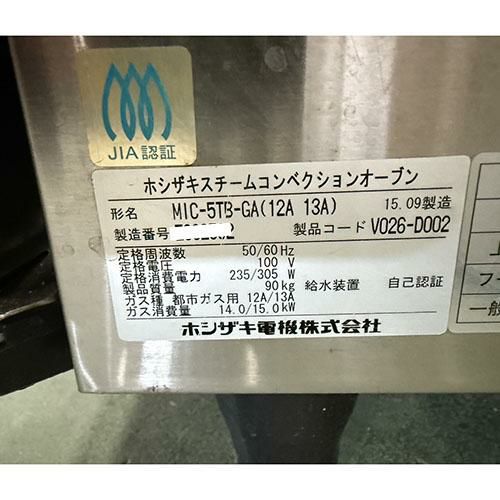 JIA認証
ホシザキスチームコンベクションオーブン
形名 MIC-5TB-GA(12A 13A) 15.09製造
製造番号 製品コード V026-D002
定格周波数 50/60 Hz
定格電圧 100 V
定格消費電力 235/305 W
製品質量 90kg 給水装置 自己認証
ガス種 都市ガス用 12A/13A
ガス消費量 14.0/15.0kW
ホシザキ電機株式会社
一般